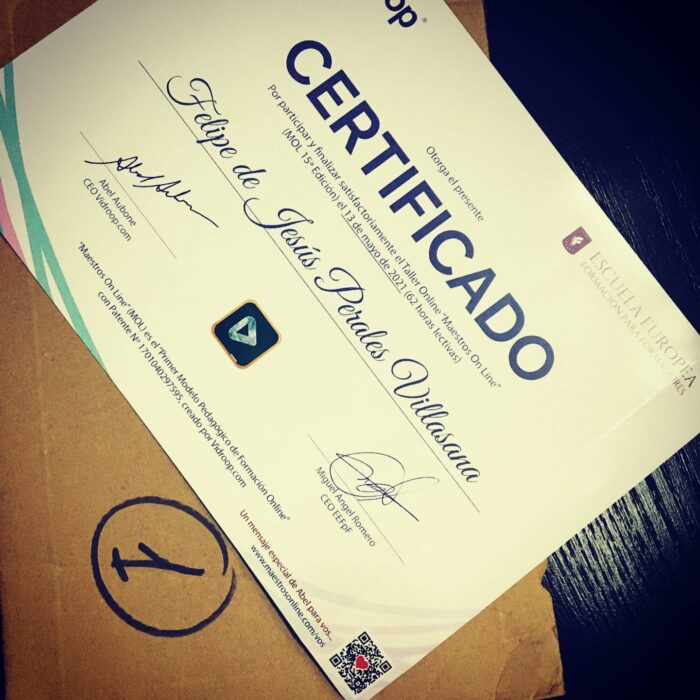 op®
ESCUELA EUROPEA
FORMACIÓN PARA FORMADORES
Otorga el presente
CERTIFICADO
Por participar y finalizar satisfactoriamente el Taller Online "Maestros On Line"
(MOL 15ª Edición) el 13 de mayo de 2021 (62 horas lectivas)
Felipe de Jesús Perales Villasana
Abel Aubone
Abel Aubone
CEO Vidroop.com
Miguel Angel Romero
CEO EEFpF
"Maestros On Line" (MOL) es el "Primer Modelo Pedagógico de Formación Online"
con Patente Nº 1701040297595, creado por Vidroop.com
Un mensaje especial de Abel para vos...
www.maestrosonline.com/vos
1